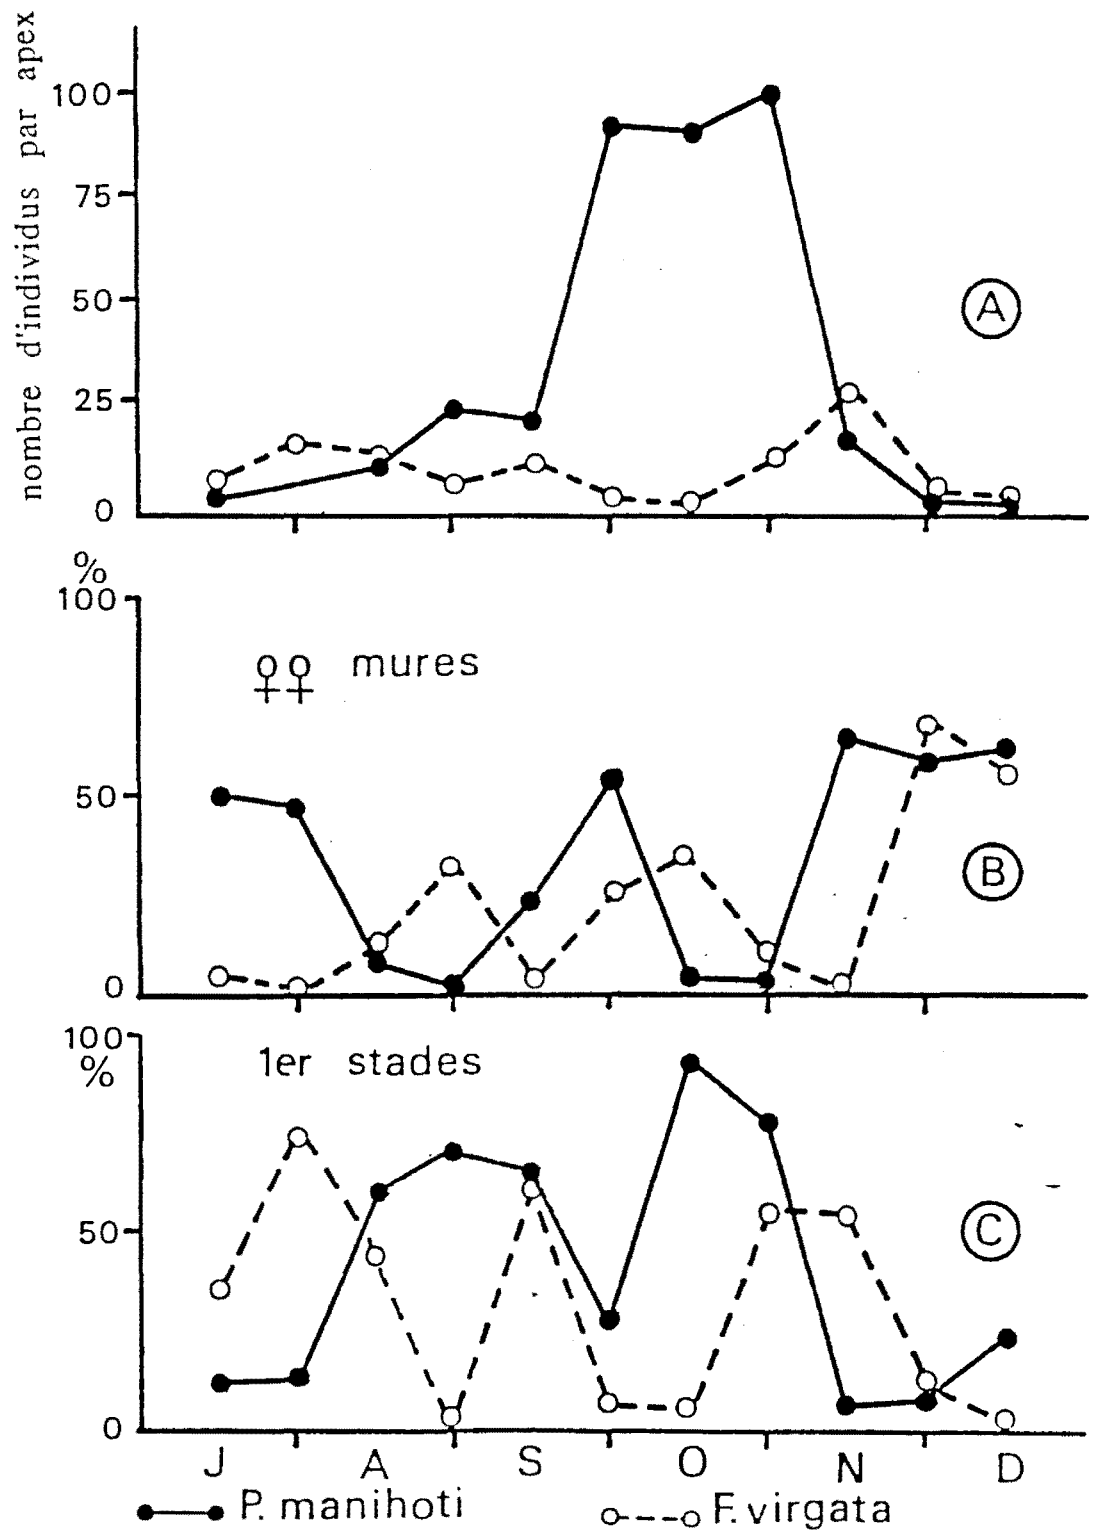 nombre d'individus par apex
100
75
50
25
0
A
%
100
50
0
♀♀ mures
B
100
%
50
0
1er stades
C
J A S O N D
P. manihoti F. virgata